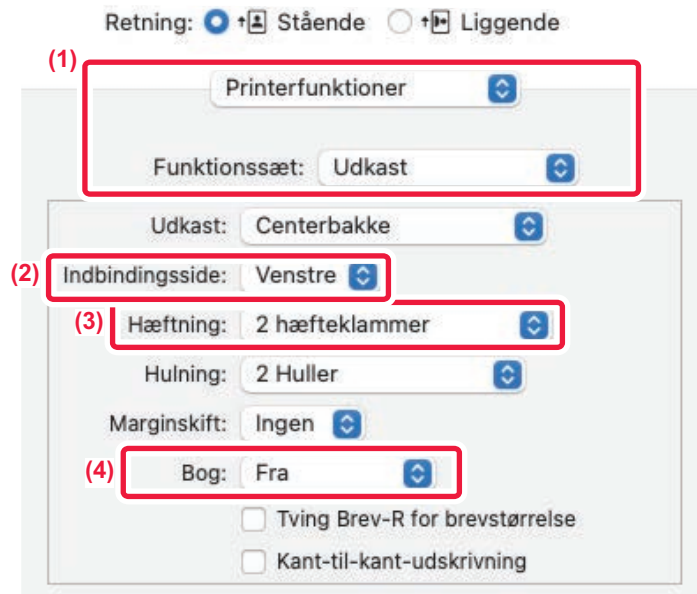 Retning: Stående Liggende
(1)
Printerfunktioner
Funktionssæt: Udkast
Udkast: Centerbakke
(2) Indbindingsside: Venstre
(3) Hæftning: 2 hæfteklammer
Hulning: 2 Huller
Marginskift: Ingen
(4) Bog: Fra
Tving Brev-R for brevstørrelse
Kant-til-kant-udskrivning